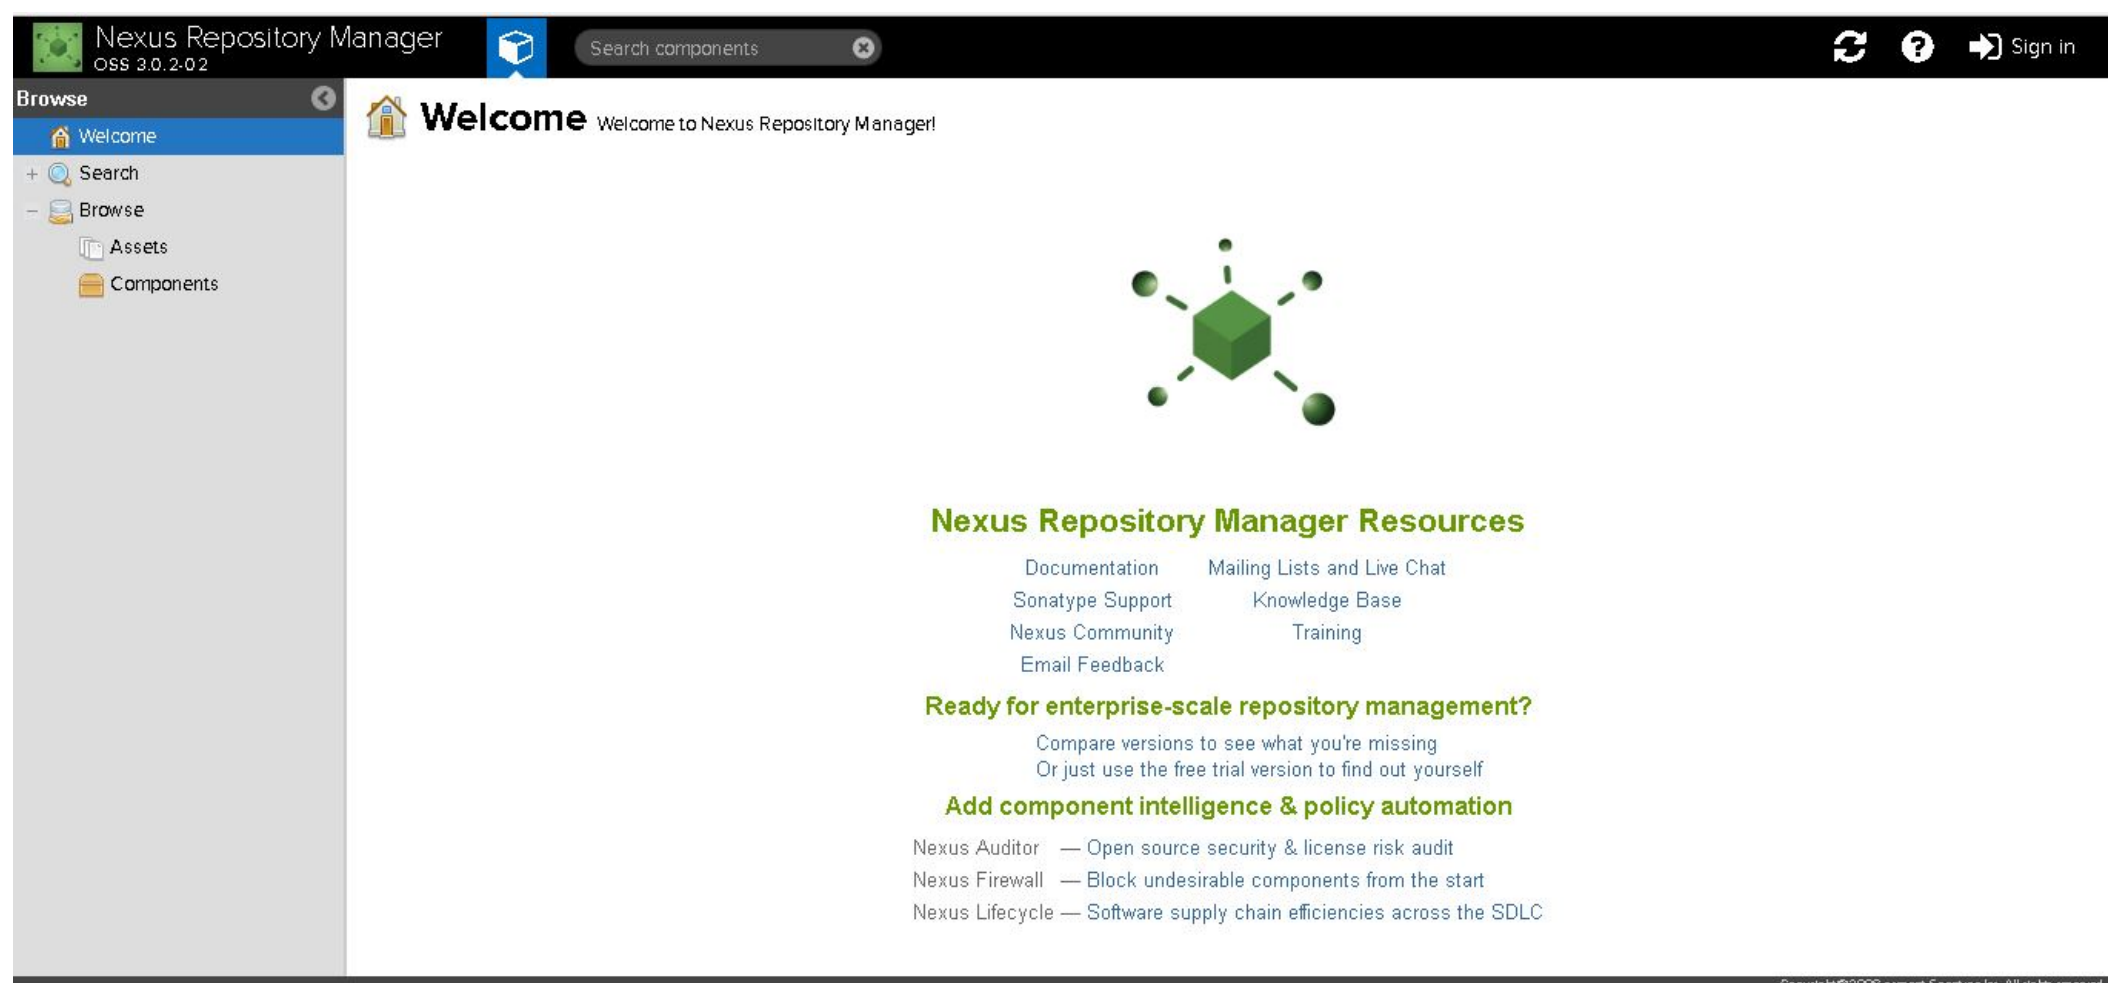 Nexus Repository Manager
OSS 3.0.2-02
Search components
Sign in
Browse
Welcome
Search
Browse
Assets
Components
Welcome Welcome to Nexus Repository Manager!
Nexus Repository Manager Resources
Documentation Mailing Lists and Live Chat
Sonatype Support Knowledge Base
Nexus Community Training
Email Feedback
Ready for enterprise-scale repository management?
Compare versions to see what you're missing
Or just use the free trial version to find out yourself
Add component intelligence & policy automation
Nexus Auditor — Open source security & license risk audit
Nexus Firewall — Block undesirable components from the start
Nexus Lifecycle — Software supply chain efficiencies across the SDLC